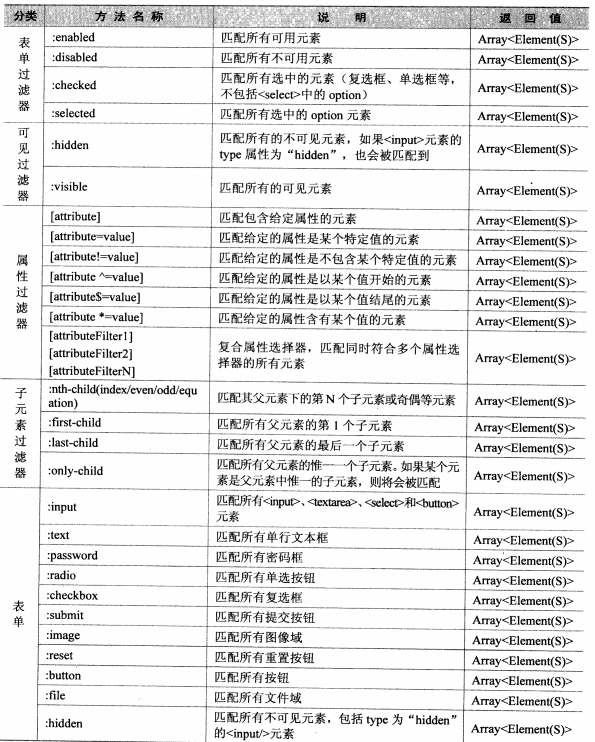 分类 方法名称 说明 返回值
表单过滤器
:enabled 匹配所有可用元素 Array<Element(S)>
:disabled 匹配所有不可用元素 Array<Element(S)>
:checked 匹配所有选中的元素（复选框、单选框等，
不包括<select>中的 option） Array<Element(S)>
:selected 匹配所有选中的 option 元素 Array<Element(S)>
可见过滤器
:hidden 匹配所有的不可见元素，如果<input>元素的
type 属性为“hidden”，也会被匹配到 Array<Element(S)>
:visible 匹配所有的可见元素 Array<Element(S)>
属性过滤器
[attribute] 匹配包含给定属性的元素 Array<Element(S)>
[attribute=value] 匹配给定的属性是某个特定值的元素 Array<Element(S)>
[attribute!=value] 匹配给定的属性是不包含某个特定值的元素 Array<Element(S)>
[attribute ^=value] 匹配给定的属性是以某个值开始的元素 Array<Element(S)>
[attribute$=value] 匹配给定的属性是以某个值结尾的元素 Array<Element(S)>
[attribute *=value] 匹配给定的属性含有某个值的元素 Array<Element(S)>
[attributeFilter1]
[attributeFilter2]
[attributeFilterN]
复合属性选择器，匹配同时符合多个属性选
择器的所有元素 Array<Element(S)>
子元素过滤器
:nth-child(index/even/odd/equ
ation) 匹配其父元素下的第 N 个子元素或奇偶等元素 Array<Element(S)>
:first-child 匹配所有父元素的第 1 个子元素 Array<Element(S)>
:last-child 匹配所有父元素的最后一个子元素 Array<Element(S)>
:only-child 匹配所有父元素的惟一一个子元素。如果某个元
素是父元素中惟一的子元素，则将会被匹配 Array<Element(S)>
表单
:input 匹配所有<input>、<textarea>、<select>和<button>
元素 Array<Element(S)>
:text 匹配所有单行文本框 Array<Element(S)>
:password 匹配所有密码框 Array<Element(S)>
:radio 匹配所有单选按钮 Array<Element(S)>
:checkbox 匹配所有复选框 Array<Element(S)>
:submit 匹配所有提交按钮 Array<Element(S)>
:image 匹配所有图像域 Array<Element(S)>
:reset 匹配所有重置按钮 Array<Element(S)>
:button 匹配所有按钮 Array<Element(S)>
:file 匹配所有文件域 Array<Element(S)>
:hidden 匹配所有不可见元素，包括 type 为“hidden”
的<input/>元素 Array<Element(S)>